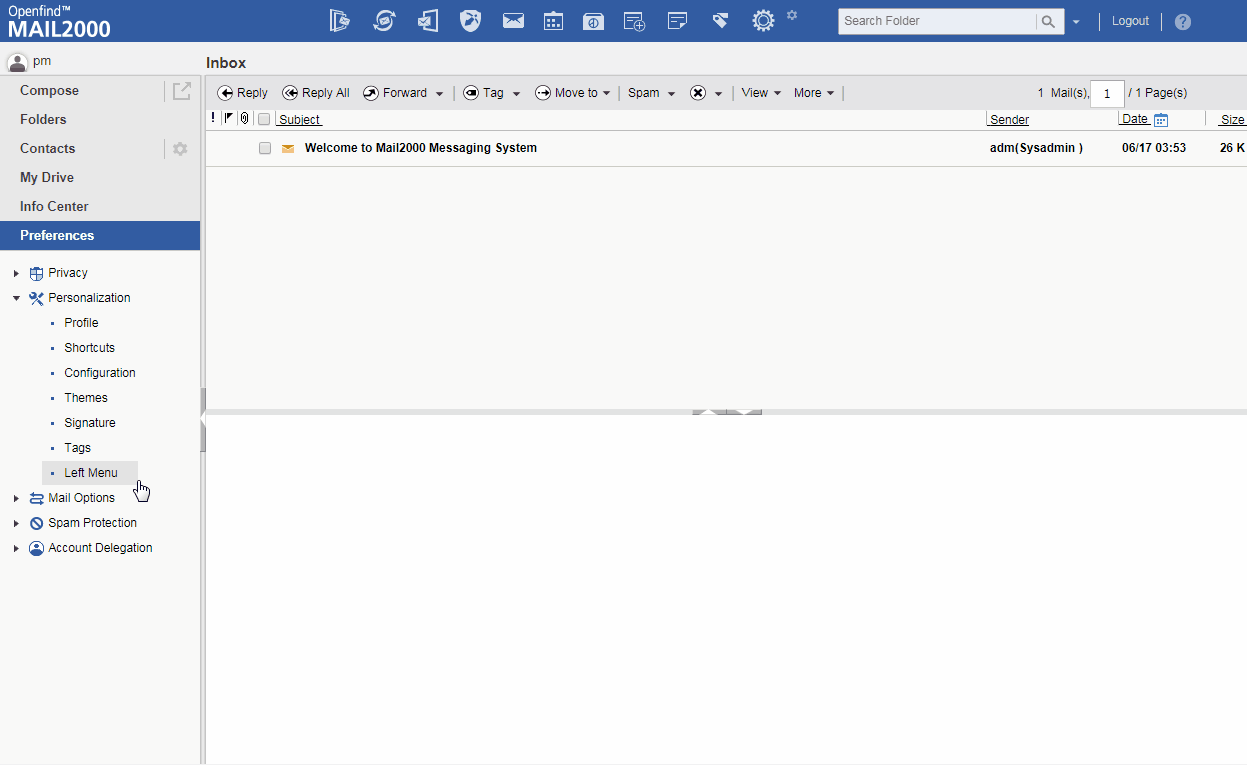 Openfind™
MAIL2000
Search Folder
Logout
?
pm
Inbox
Compose
Folders
Contacts
My Drive
Info Center
Preferences
Privacy
Personalization
Profile
Shortcuts
Configuration
Themes
Signature
Tags
Left Menu
Mail Options
Spam Protection
Account Delegation
Reply Reply All Forward Tag Move to Spam View More 1 Mail(s), 1 / 1 Page(s)
! Subject Sender Date Size
Welcome to Mail2000 Messaging System adm(Sysadmin ) 06/17 03:53 26 K